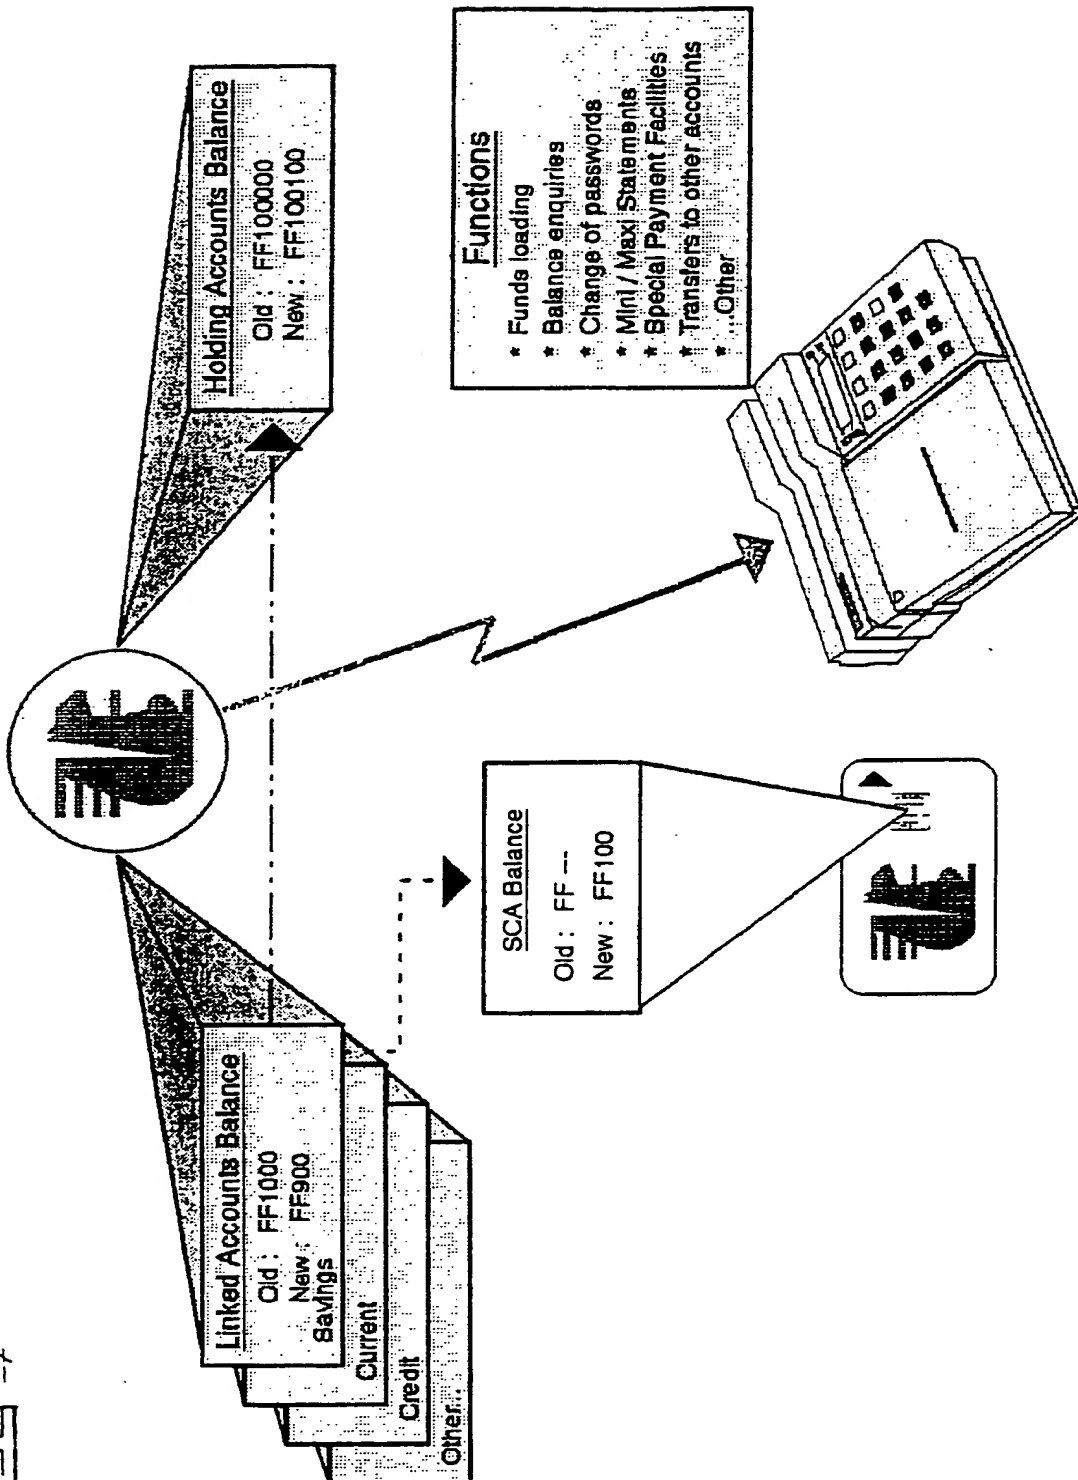 Linked Accounts Balance
Old : FF1000
New : FF900
Savings
Current
Credit
Other...
Holding Accounts Balance
Old : FF100000
New : FF100100
SCA Balance
Old : FF --
New : FF100
Functions
* Funds loading
* Balance enquiries
* Change of passwords
* Mini / Maxi Statements
* Special Payment Facilities
* Transfers to other accounts
* ...Other